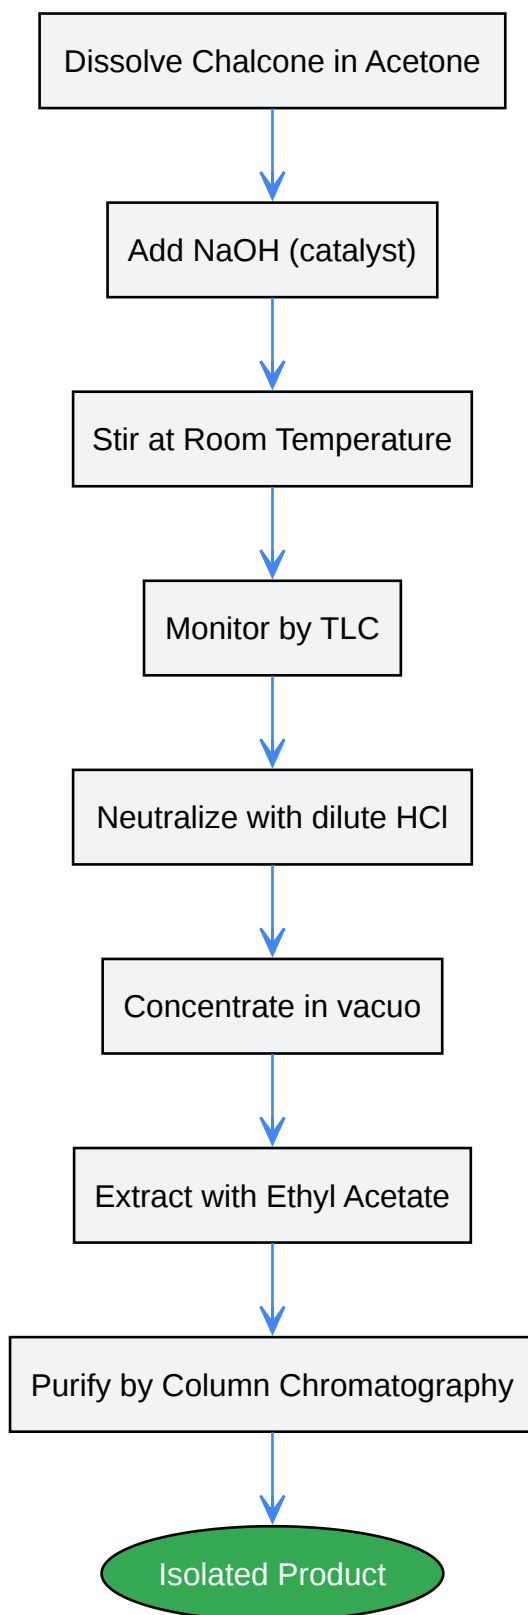 Dissolve Chalcone in Acetone
Add NaOH (catalyst)
Stir at Room Temperature
Monitor by TLC
Neutralize with dilute HCl
Concentrate in vacuo
Extract with Ethyl Acetate
Purify by Column Chromatography
Isolated Product